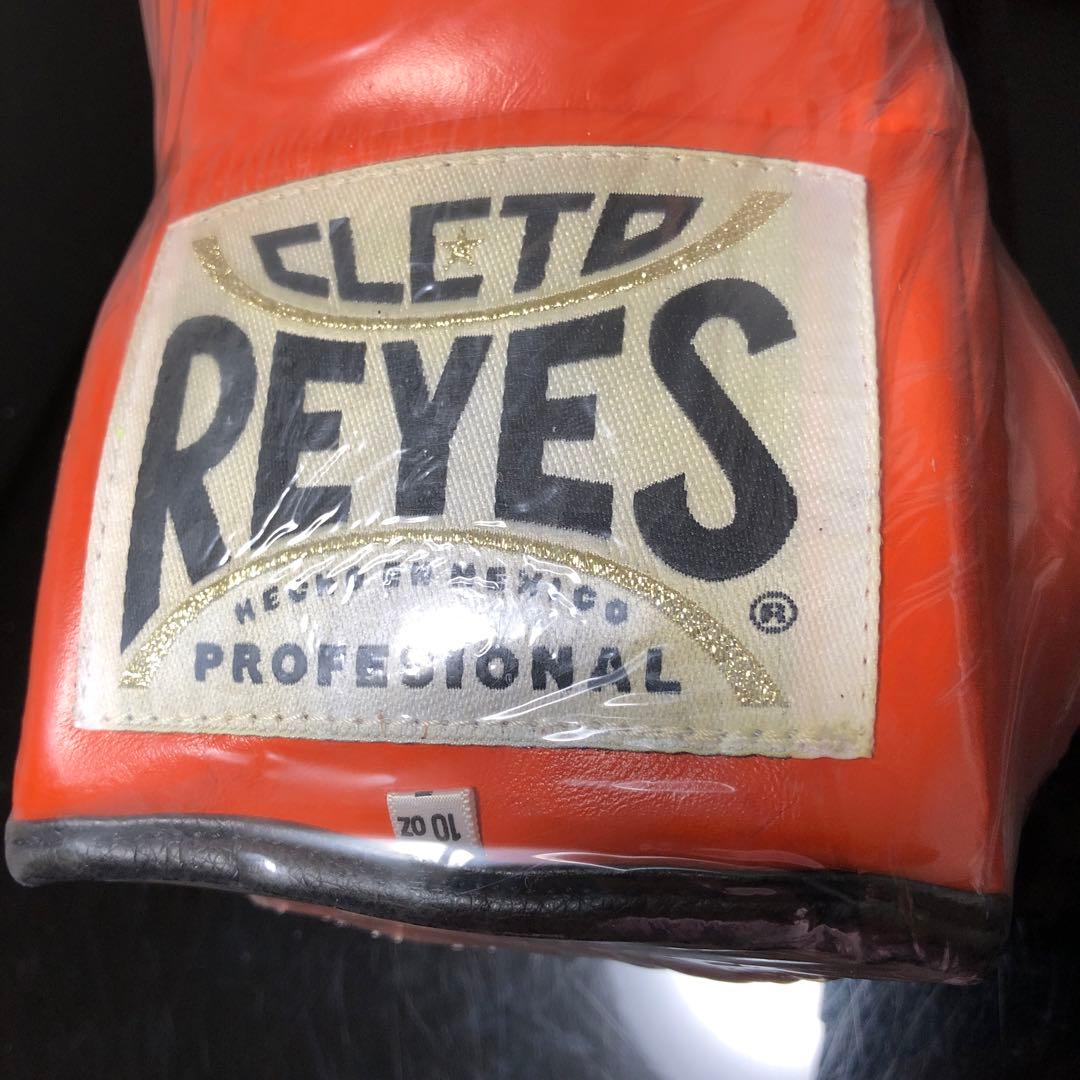 CLETO
REYES
®
HECHO EN MEXICO
PROFESIONAL
10 OZ